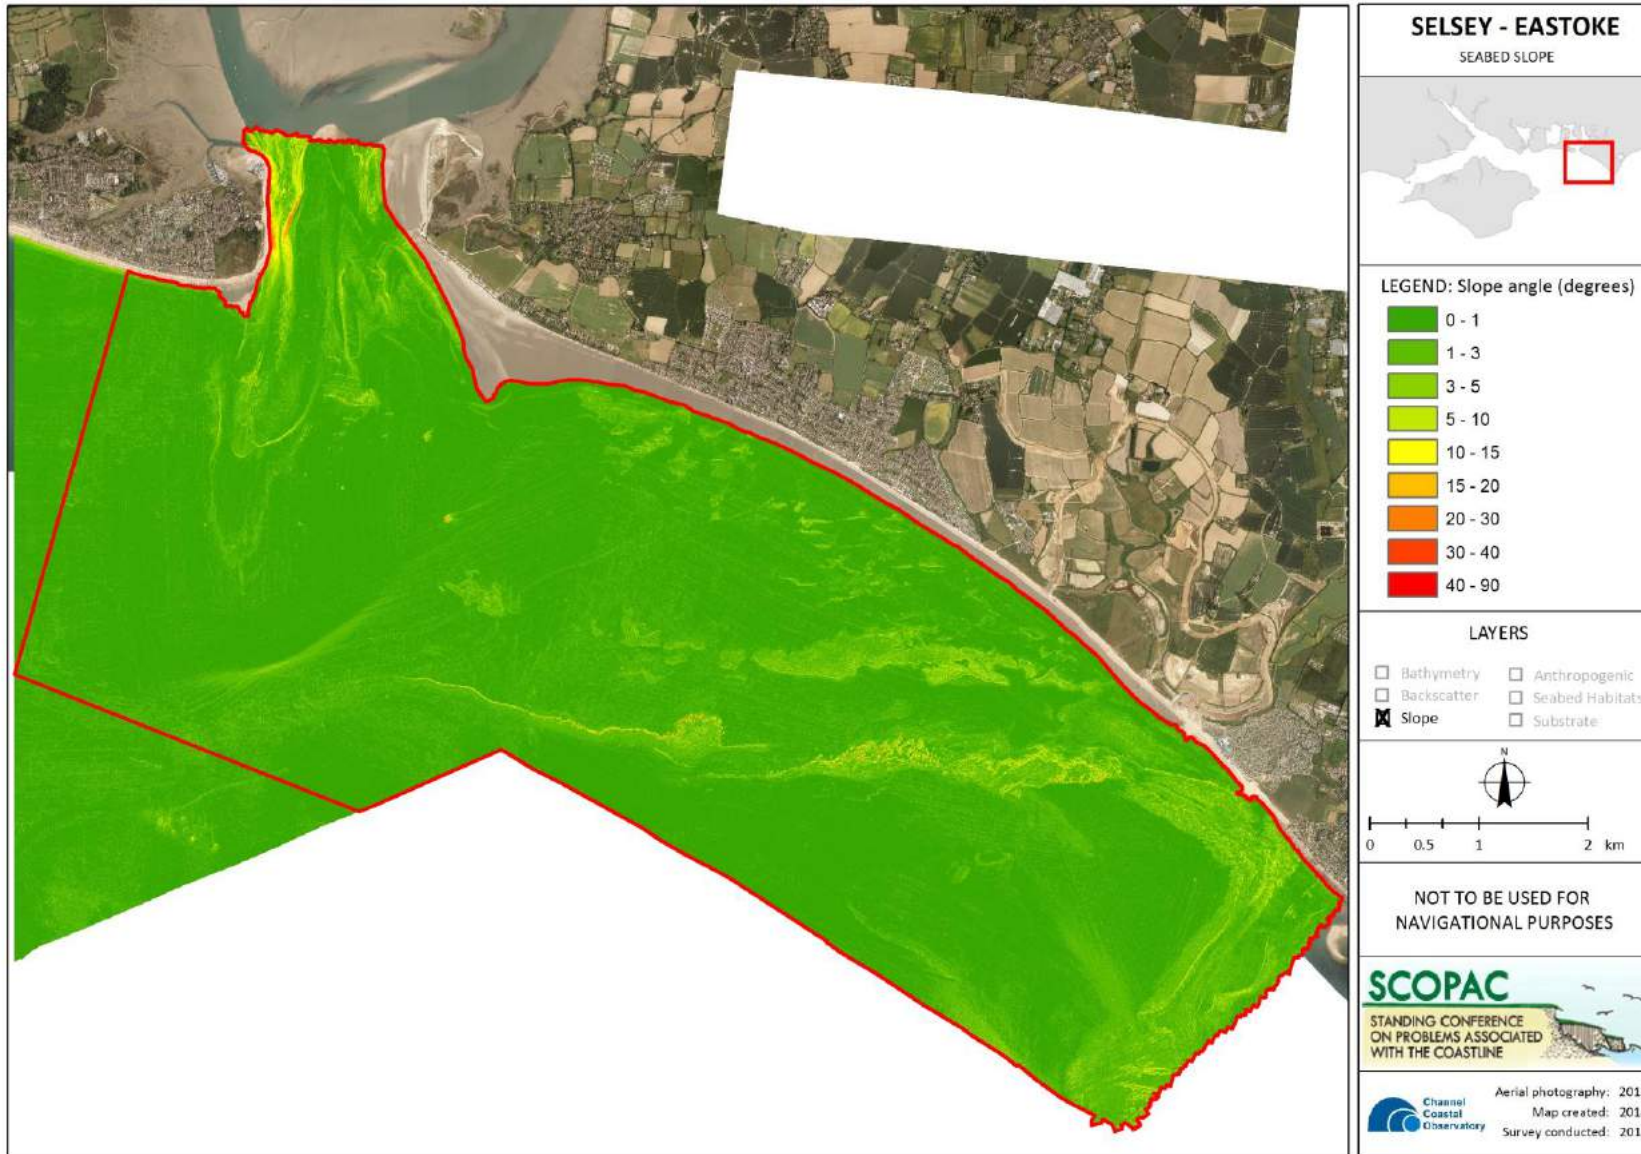 SELSEY - EASTOKE
SEABED SLOPE
LEGEND: Slope angle (degrees)
0 - 1
1 - 3
3 - 5
5 - 10
10 - 15
15 - 20
20 - 30
30 - 40
40 - 90
LAYERS
Bathymetry
Anthropogenic
Backscatter
Seabed Habitats
Slope
Substrate
N
0 0.5 1 2 km
NOT TO BE USED FOR
NAVIGATIONAL PURPOSES
SCOPAC
STANDING CONFERENCE
ON PROBLEMS ASSOCIATED
WITH THE COASTLINE
Channel
Coastal
Observatory
Aerial photography: 201
Map created: 201
Survey conducted: 201